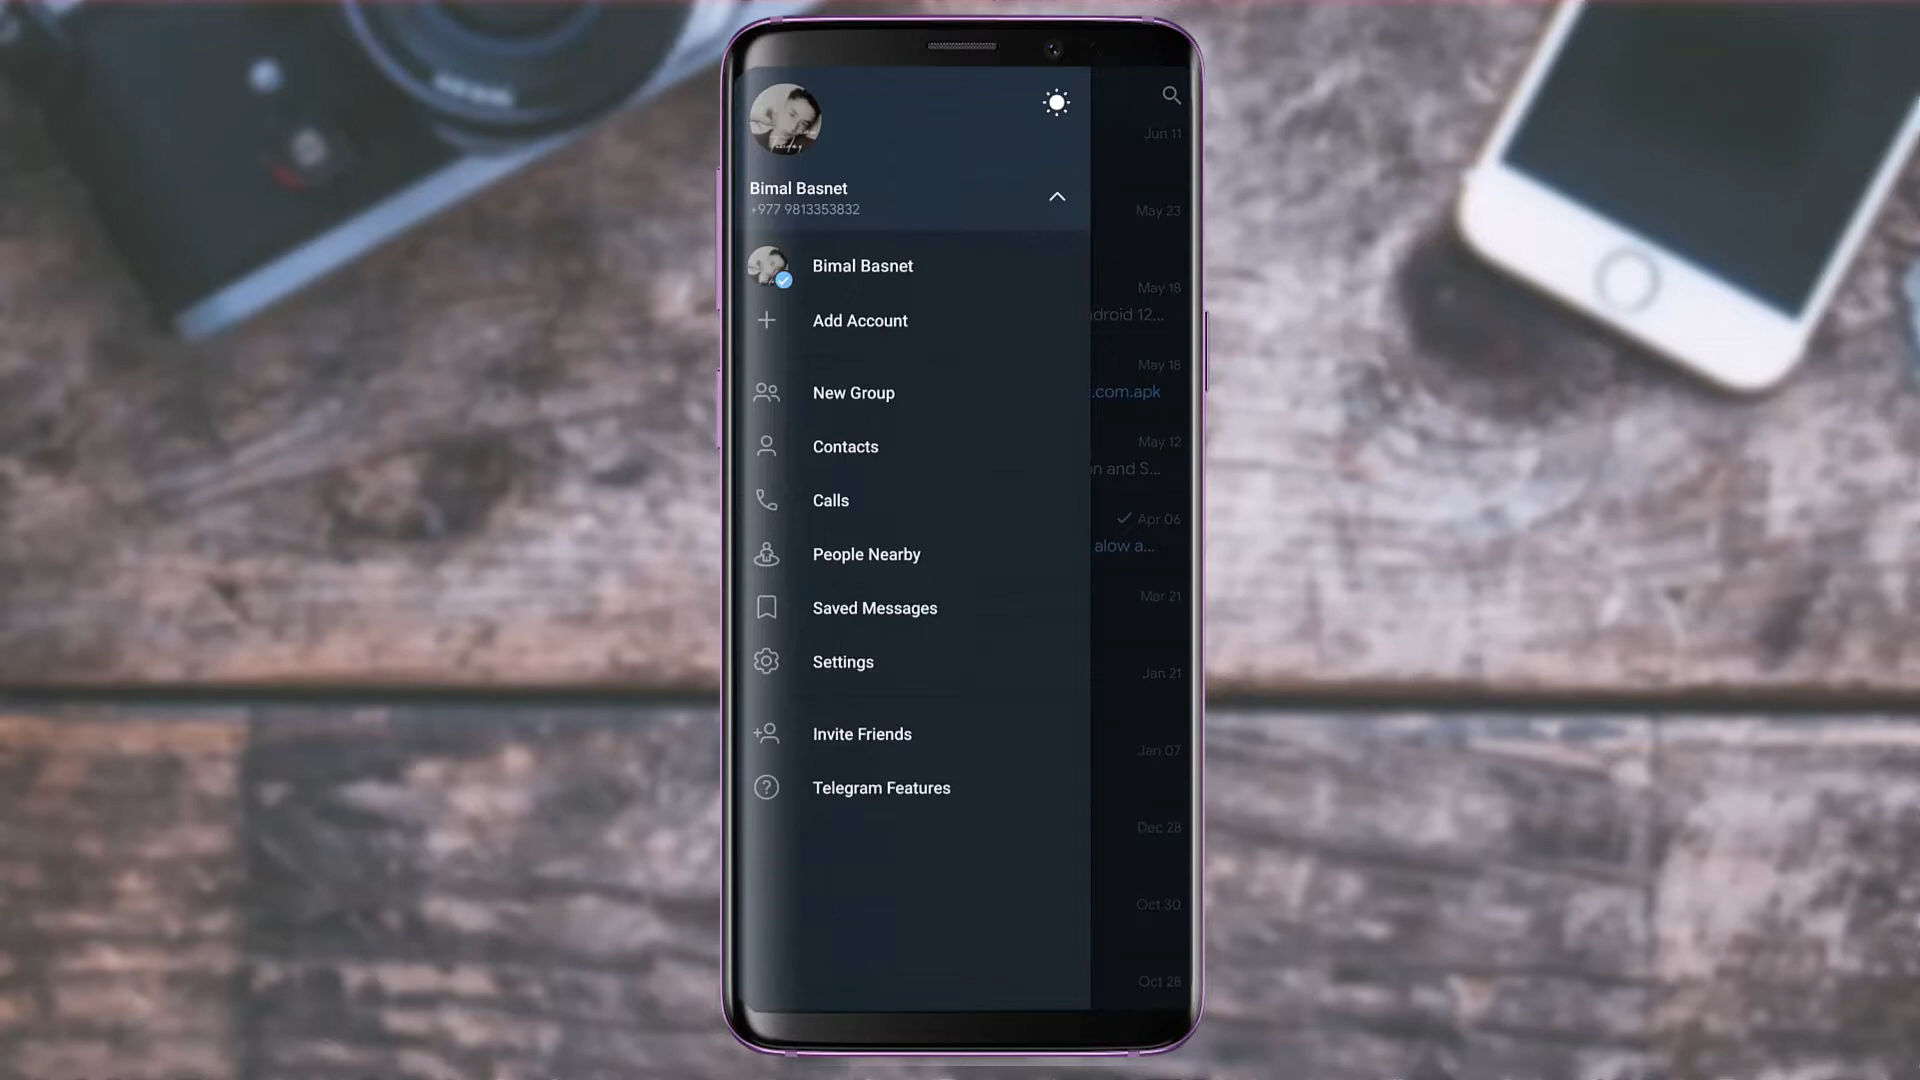 Bimal Basnet
+977 9813353832
Bimal Basnet
Add Account
New Group
Contacts
Calls
People Nearby
Saved Messages
Settings
Invite Friends
Telegram Features
Jun 11
May 23
May 18
droid 12...
May 18
.com.apk
May 12
n and S...
Apr 06
alow a...
Mar 21
Jan 21
Jan 07
Dec 28
Oct 30
Oct 28